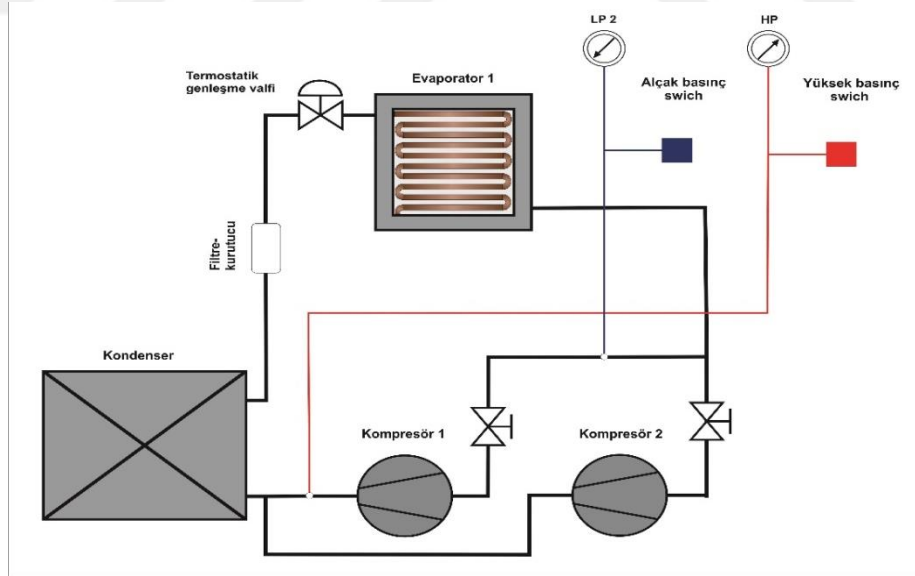 LP 2
HP
Termostatik
genleşme valfi
Evaporator 1
Alçak basınç
swich
Yüksek basınç
swich
Filtre-
kurutucu
Kondenser
Kompresör 1
Kompresör 2